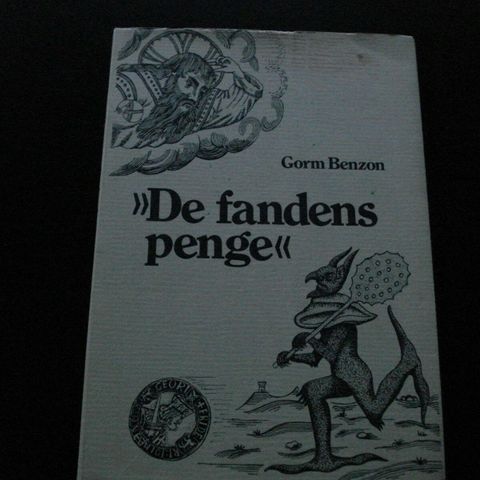 Gorm Benzon
»De fandens
penge«